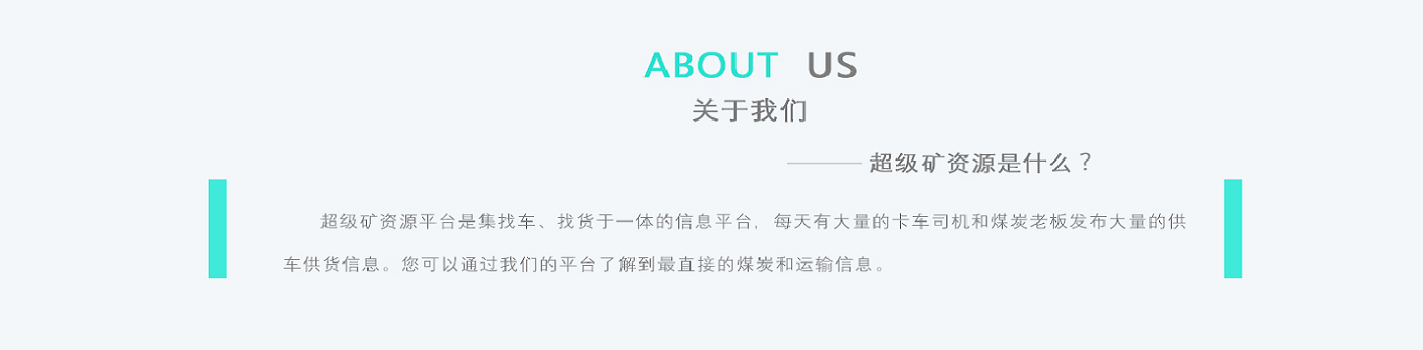 ABOUT US
关于我们
——超级矿资源是什么？
超级矿资源平台是集找车、找货于一体的信息平台，每天有大量的卡车司机和煤炭老板发布大量的供
车供货信息。您可以通过我们的平台了解到最直接的煤炭和运输信息。